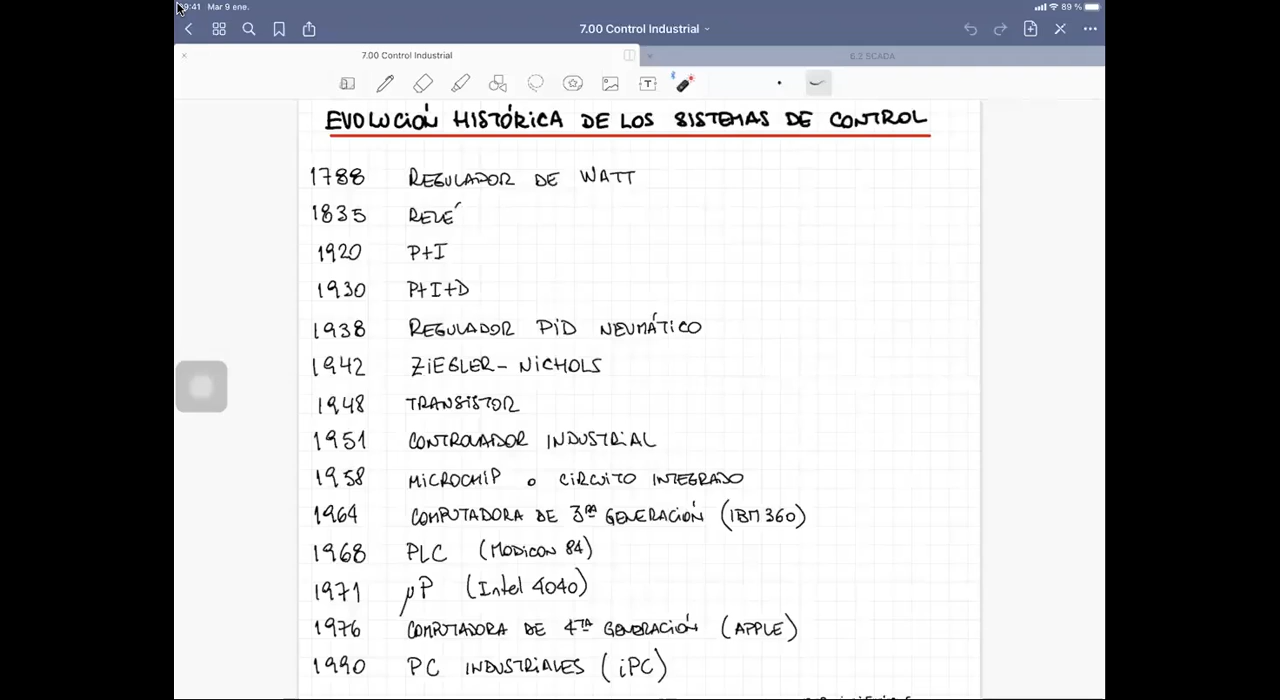 9:41 Mar 9 ene.
89 %
7.00 Control Industrial
7.00 Control Industrial
6.2 SCADA
EVOLUCIÓN HISTÓRICA DE LOS SISTEMAS DE CONTROL
1788 REGULADOR DE WATT
1835 RELÉ
1920 P+I
1930 P+I+D
1938 REGULADOR PID NEUMÁTICO
1942 ZIEGLER-NICHOLS
1948 TRANSISTOR
1951 CONTROLADOR INDUSTRIAL
1958 MICROCHIP o CIRCUITO INTEGRADO
1964 COMPUTADORA DE 3RA GENERACIÓN (IBM 360)
1968 PLC (MODICON 84)
1971 μP (Intel 4040)
1976 COMPUTADORA DE 4TA GENERACIÓN (APPLE)
1990 PC INDUSTRIALES (iPC)